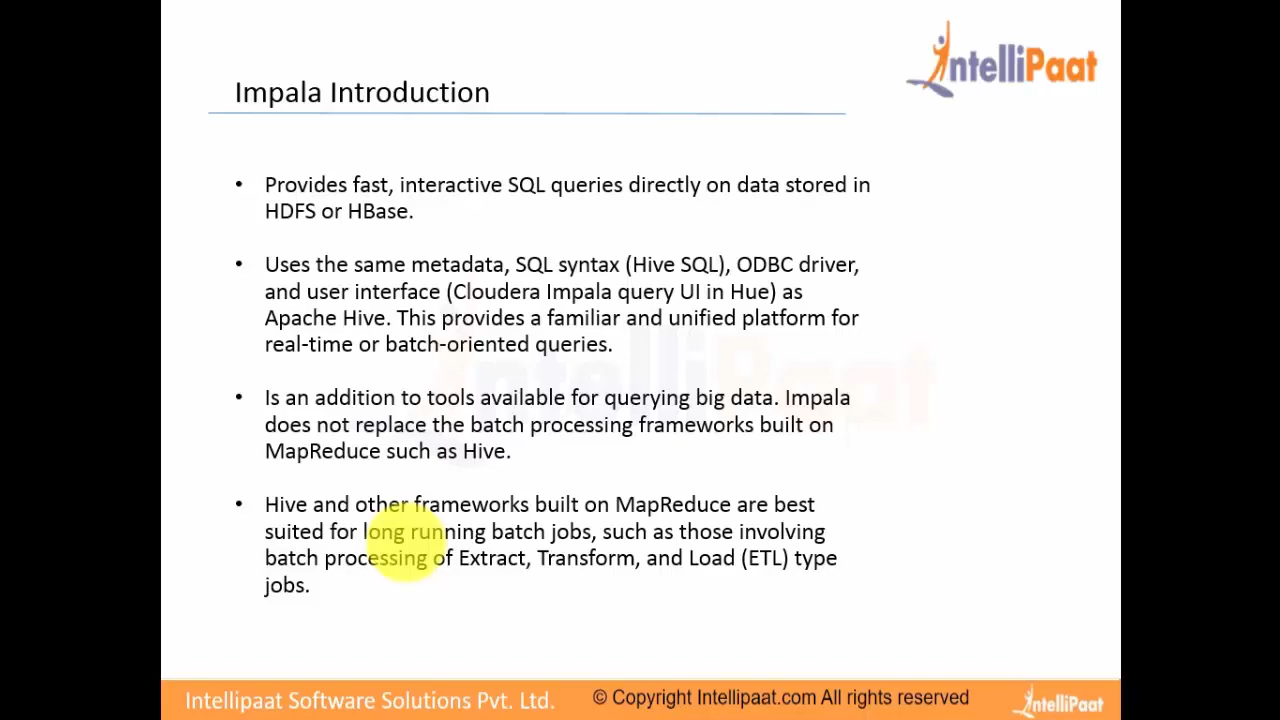 IntelliPaat
Impala Introduction
• Provides fast, interactive SQL queries directly on data stored in
HDFS or HBase.
• Uses the same metadata, SQL syntax (Hive SQL), ODBC driver,
and user interface (Cloudera Impala query UI in Hue) as
Apache Hive. This provides a familiar and unified platform for
real-time or batch-oriented queries.
• Is an addition to tools available for querying big data. Impala
does not replace the batch processing frameworks built on
MapReduce such as Hive.
• Hive and other frameworks built on MapReduce are best
suited for long running batch jobs, such as those involving
batch processing of Extract, Transform, and Load (ETL) type
jobs.
IntelliPaat
Intellipaat Software Solutions Pvt. Ltd. © Copyright Intellipaat.com All rights reserved IntelliPaat